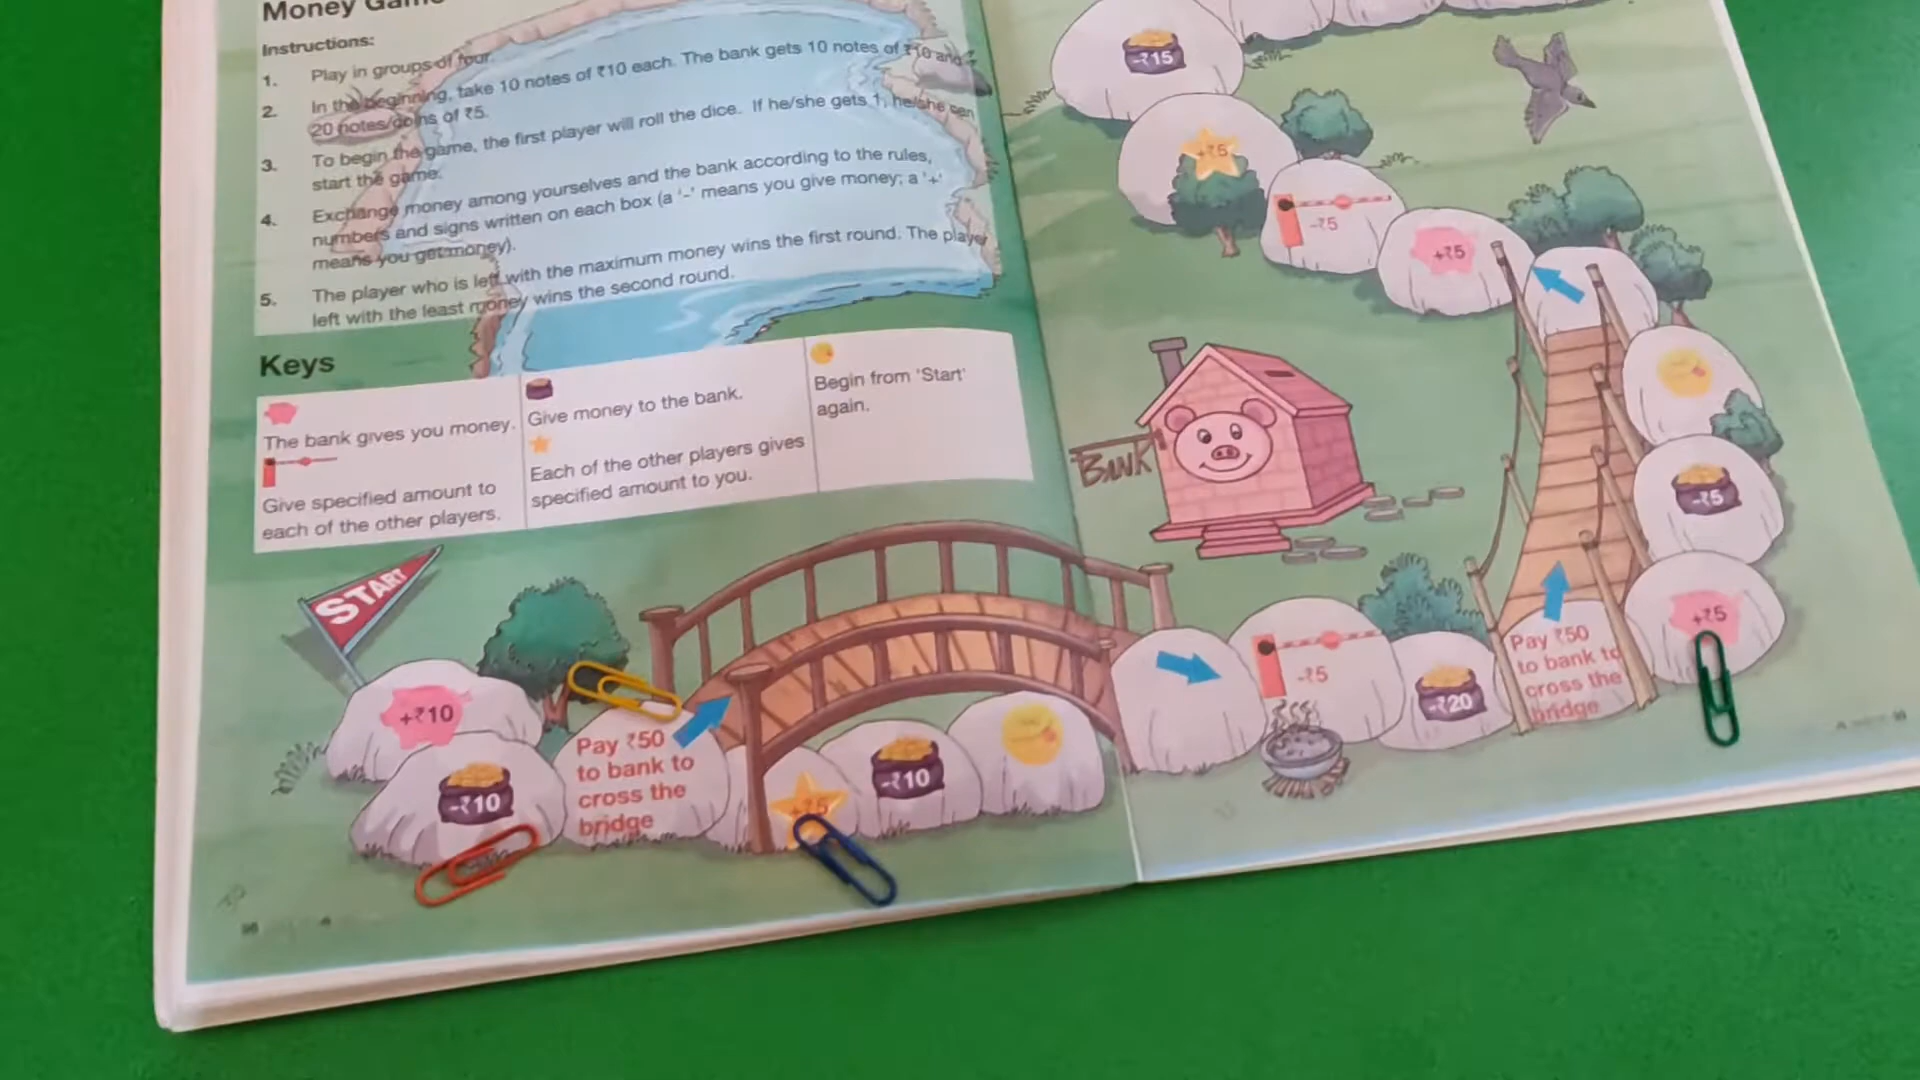 Money Game
Instructions:
1. Play in groups of four.
2. In the beginning, take 10 notes of ₹10 each. The bank gets 10 notes of ₹10 and
20 notes/coins of ₹5.
3. To begin the game, the first player will roll the dice. If he/she gets 1, he/she can
start the game.
4. Exchange money among yourselves and the bank according to the rules,
numbers and signs written on each box (a '-' means you give money; a '+'
means you get money).
5. The player who is left with the maximum money wins the first round. The player
left with the least money wins the second round.
Keys
The bank gives you money.
Give specified amount to
each of the other players.
Give money to the bank.
Each of the other players gives
specified amount to you.
Begin from 'Start'
again.
START
+₹10
-₹10
Pay ₹50
to bank to
cross the
bridge
+₹5
-₹10
-₹5
-₹20
Pay ₹50
to bank to
cross the
bridge
+₹5
-₹5
+₹5
-₹5
+₹5
-₹15
BANK